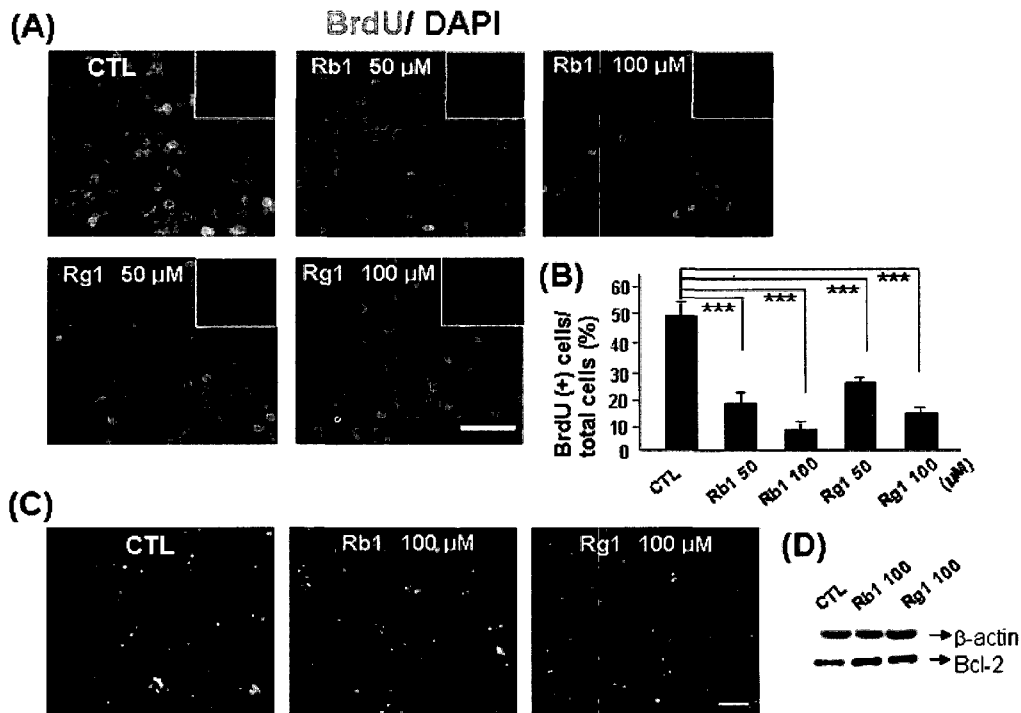 (A)
BrdU/ DAPI
CTL
Rb1 50 µM
Rb1 100 µM
Rg1 50 µM
Rg1 100 µM
(B)
BrdU (+) cells/
total cells (%)
60
50
40
30
20
10
0
***
***
***
***
CTL
Rb1 50
Rb1 100
Rg1 50
Rg1 100
(µM)
(C)
CTL
Rb1 100 µM
Rg1 100 µM
(D)
CTL
Rb1 100
Rg1 100
β-actin
Bcl-2